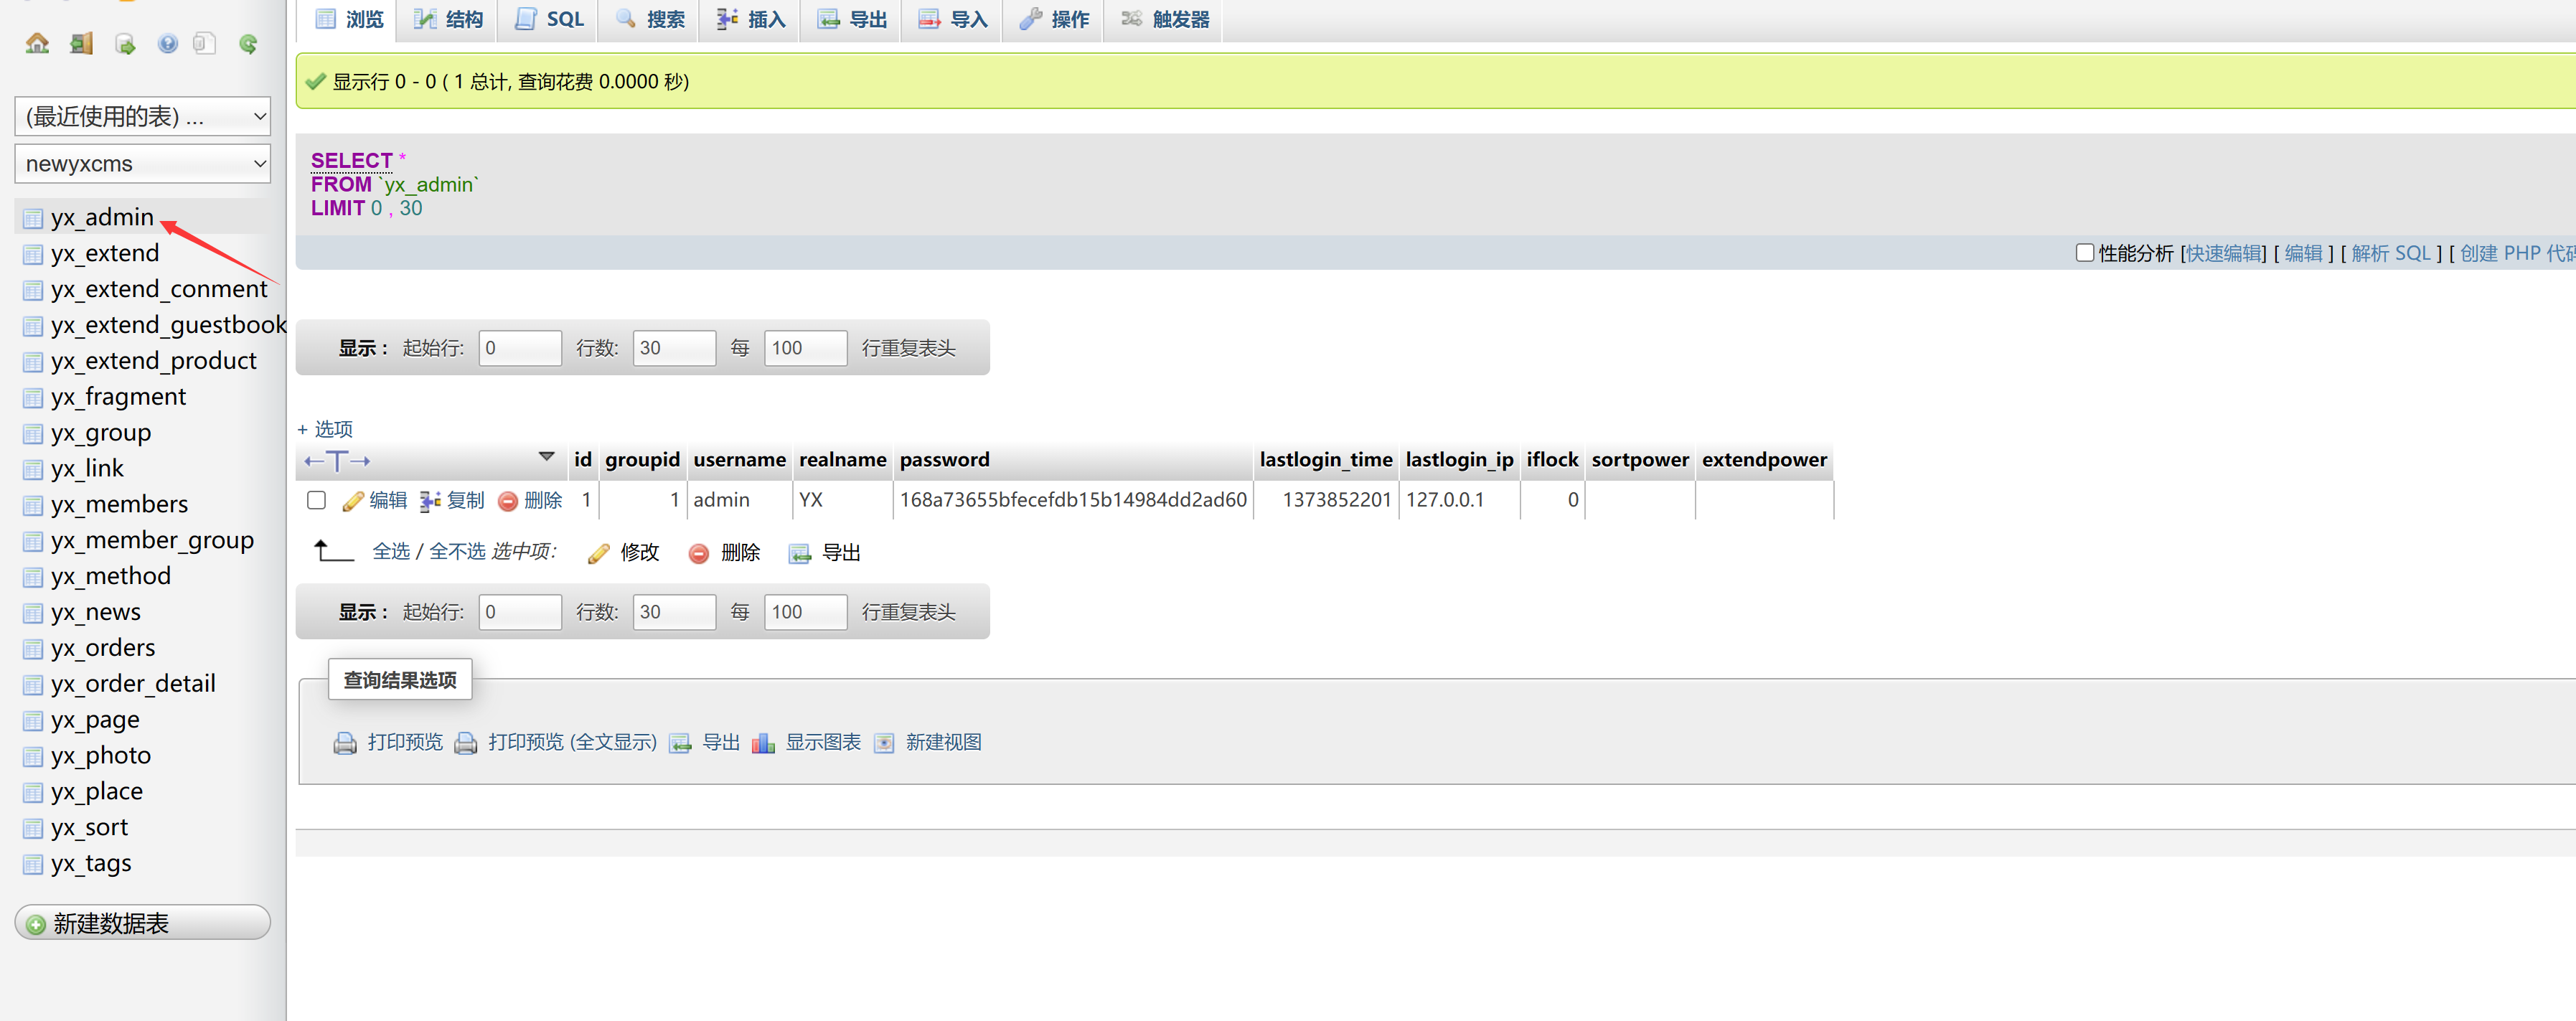 浏览 结构 SQL 搜索 插入 导出 导入 操作 触发器
显示行 0 - 0 ( 1 总计, 查询花费 0.0000 秒)
(最近使用的表) ...
newyxcms
yx_admin
yx_extend
yx_extend_conment
yx_extend_guestbook
yx_extend_product
yx_fragment
yx_group
yx_link
yx_members
yx_member_group
yx_method
yx_news
yx_orders
yx_order_detail
yx_page
yx_photo
yx_place
yx_sort
yx_tags
新建数据表
SELECT *
FROM `yx_admin`
LIMIT 0 , 30
性能分析 [快速编辑] [ 编辑 ] [ 解析 SQL ] [ 创建 PHP 代码
显示 : 起始行: 0 行数: 30 每 100 行重复表头
+ 选项
←T→ id groupid username realname password lastlogin_time lastlogin_ip iflock sortpower extendpower
编辑 复制 删除 1 1 admin YX 168a73655bfecefdb15b14984dd2ad60 1373852201 127.0.0.1 0
全选 / 全不选 选中项: 修改 删除 导出
显示 : 起始行: 0 行数: 30 每 100 行重复表头
查询结果选项
打印预览 打印预览 (全文显示) 导出 显示图表 新建视图